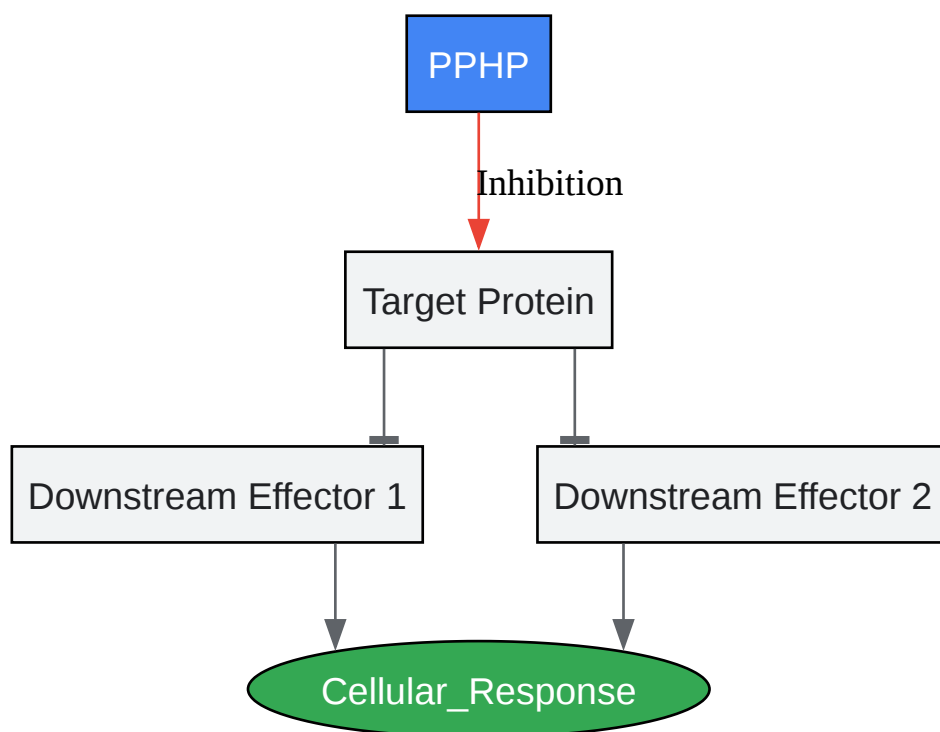 PPHP
Inhibition
Target Protein
Downstream Effector 1
Downstream Effector 2
Cellular_Response